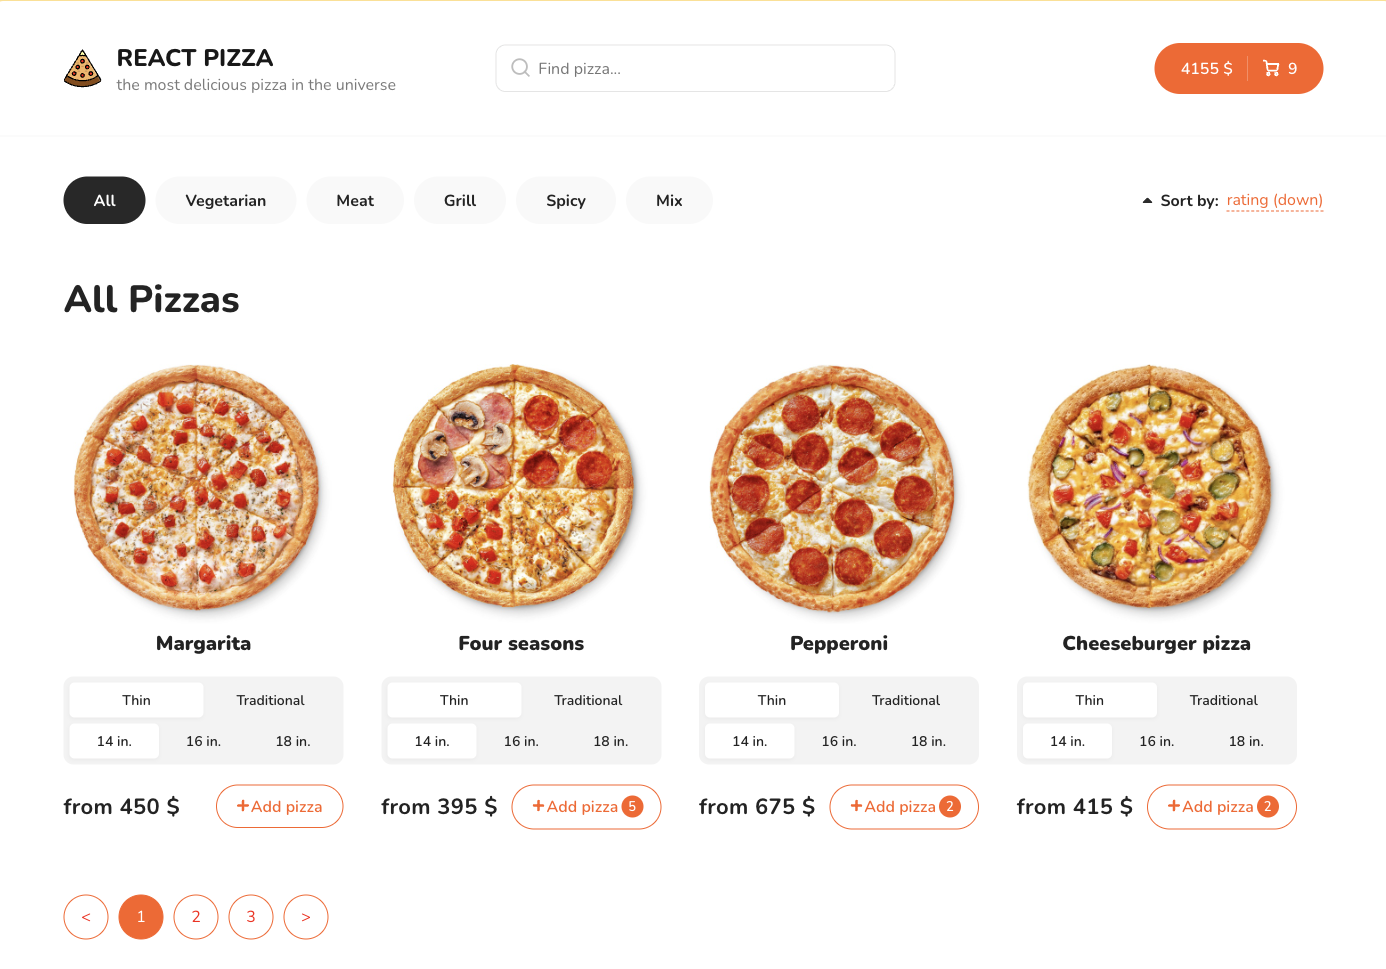 REACT PIZZA
the most delicious pizza in the universe
Find pizza...
4155 $ 9
All Vegetarian Meat Grill Spicy Mix
Sort by: rating (down)
All Pizzas
Margarita Four seasons Pepperoni Cheeseburger pizza
Thin Traditional Thin Traditional Thin Traditional Thin Traditional
14 in. 16 in. 18 in. 14 in. 16 in. 18 in. 14 in. 16 in. 18 in. 14 in. 16 in. 18 in.
from 450 $ +Add pizza from 395 $ +Add pizza 5 from 675 $ +Add pizza 2 from 415 $ +Add pizza 2
< 1 2 3 >